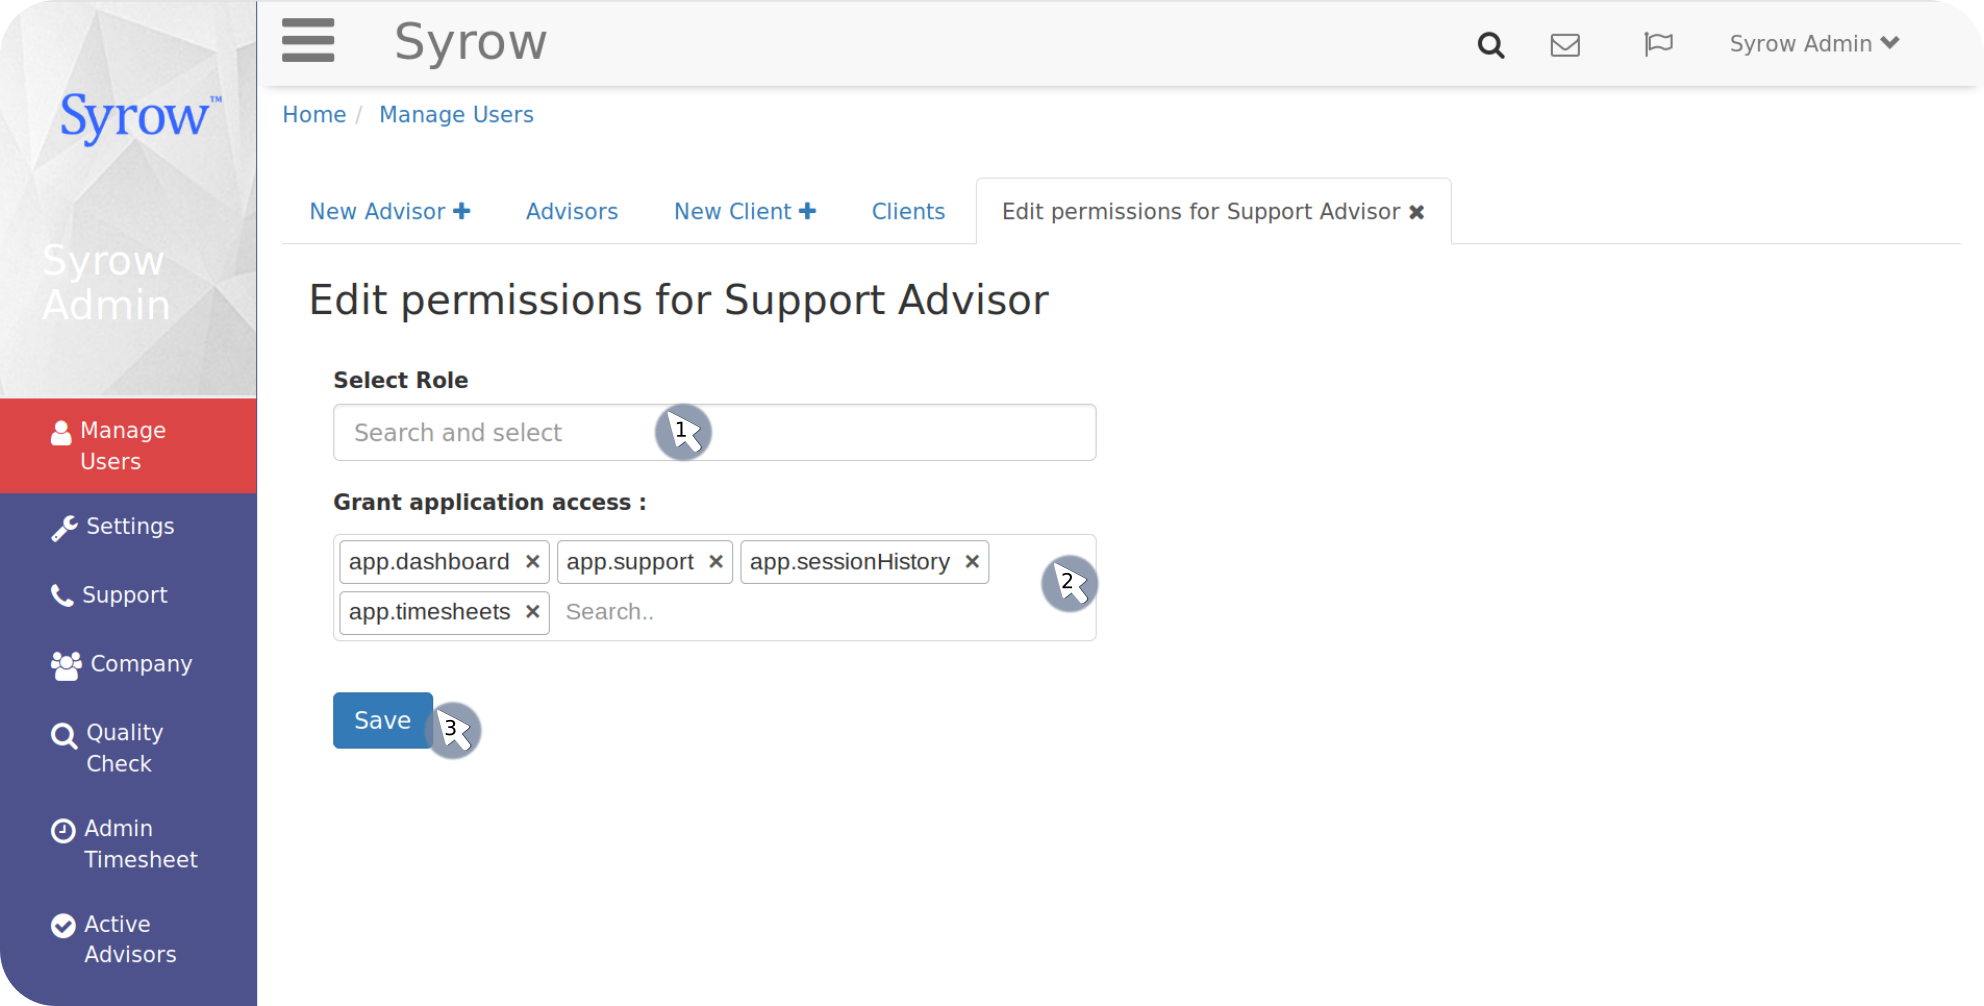 Syrow
Syrow Admin
Syrow™
Home / Manage Users
New Advisor
Advisors
New Client
Clients
Edit permissions for Support Advisor
Syrow
Admin
Edit permissions for Support Advisor
Select Role
Search and select
1
Grant application access :
app.dashboard ×
app.support ×
app.sessionHistory ×
2
app.timesheets ×
Search..
Save
3
Manage
Users
Settings
Support
Company
Quality
Check
Admin
Timesheet
Active
Advisors